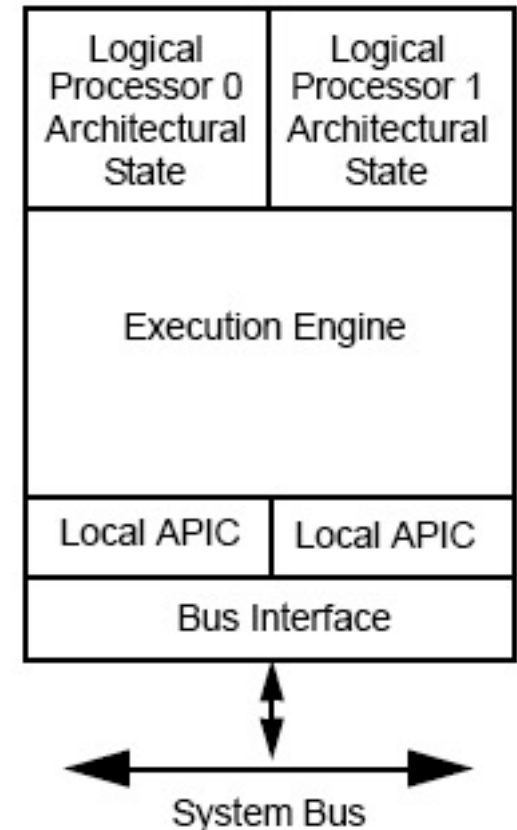 Logical
Processor 0
Architectural
State
Logical
Processor 1
Architectural
State
Execution Engine
Local APIC
Local APIC
Bus Interface
System Bus